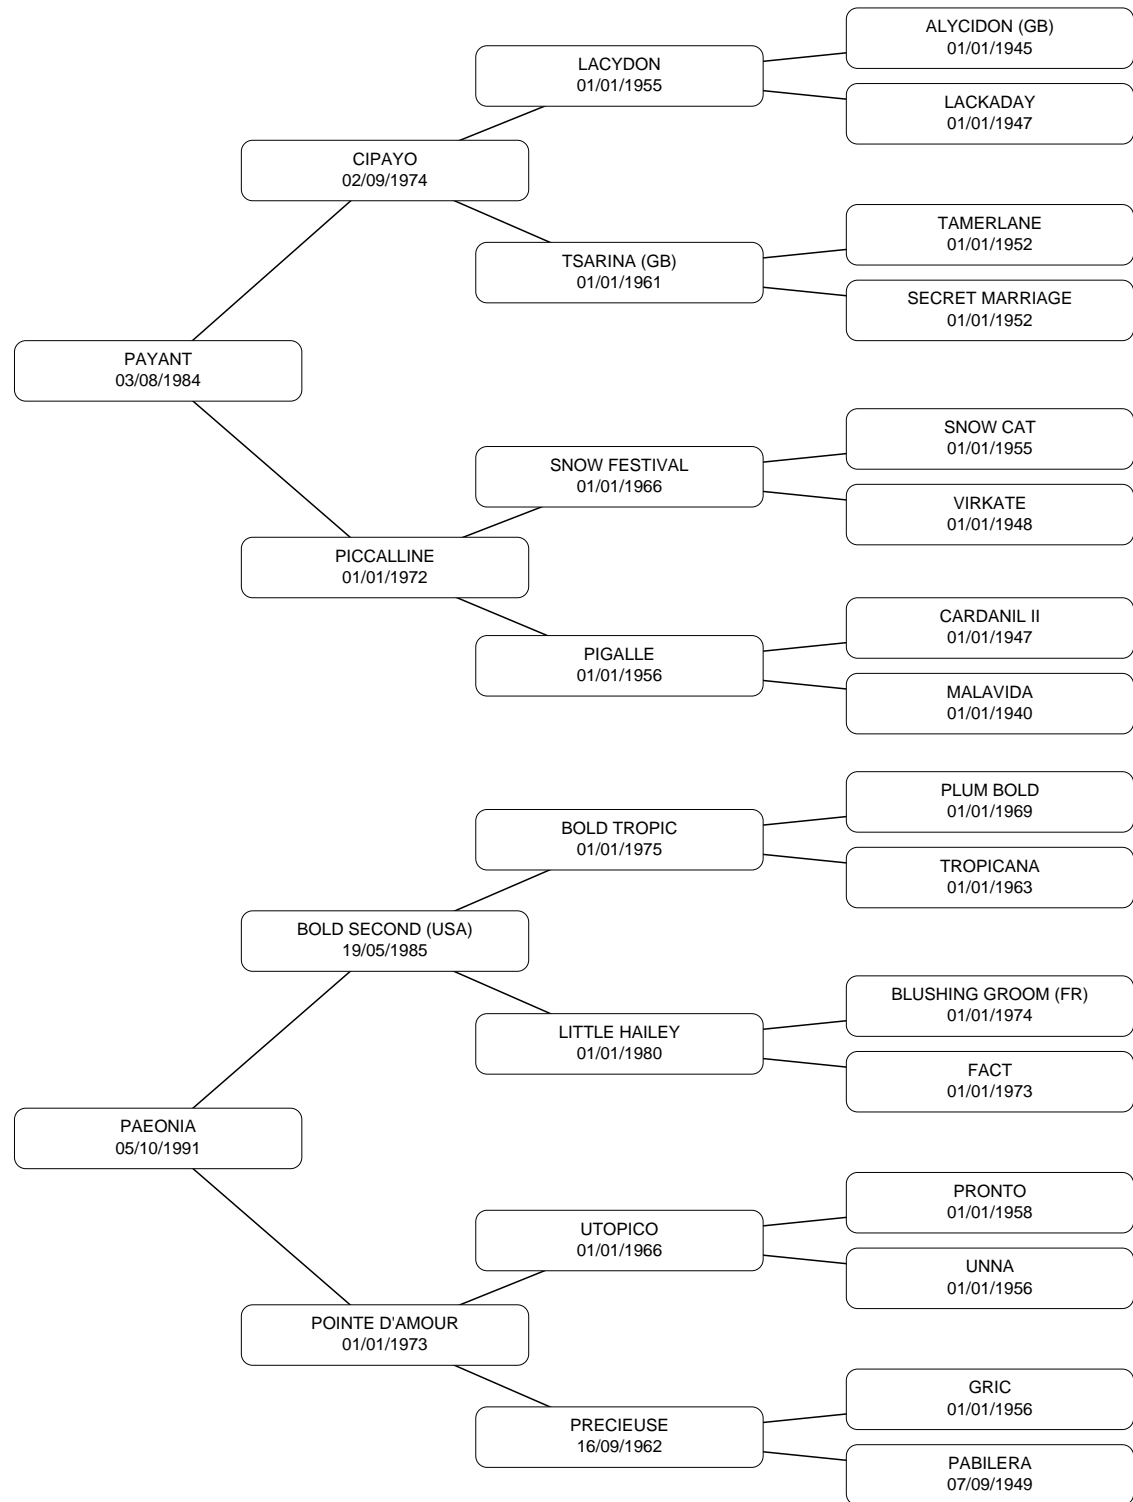 ALYCIDON (GB)
01/01/1945
LACYDON
01/01/1955
LACKADAY
01/01/1947
CIPAYO
02/09/1974
TAMERLANE
01/01/1952
TSARINA (GB)
01/01/1961
SECRET MARRIAGE
01/01/1952
PAYANT
03/08/1984
SNOW CAT
01/01/1955
SNOW FESTIVAL
01/01/1966
VIRKATE
01/01/1948
PICCALLINE
01/01/1972
CARDANIL II
01/01/1947
PIGALLE
01/01/1956
MALAVIDA
01/01/1940
PLUM BOLD
01/01/1969
BOLD TROPIC
01/01/1975
TROPICANA
01/01/1963
BOLD SECOND (USA)
19/05/1985
BLUSHING GROOM (FR)
01/01/1974
LITTLE HAILEY
01/01/1980
FACT
01/01/1973
PAEONIA
05/10/1991
PRONTO
01/01/1958
UTOPICO
01/01/1966
UNNA
01/01/1956
POINTE D'AMOUR
01/01/1973
GRIC
01/01/1956
PRECIEUSE
16/09/1962
PABILERA
07/09/1949